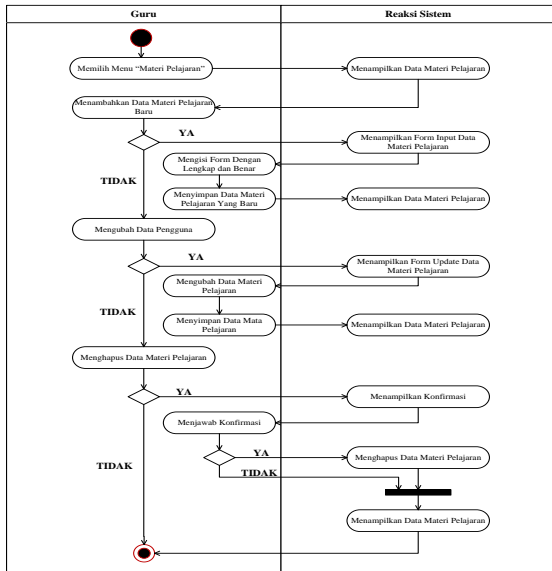 Guru
Reaksi Sistem
Memilih Menu “Materi Pelajaran”
Menampilkan Data Materi Pelajaran
Menambahkan Data Materi Pelajaran
Baru
YA
Menampilkan Form Input Data
Materi Pelajaran
Mengisi Form Dengan
Lengkap dan Benar
TIDAK
Menyimpan Data Materi
Pelajaran Yang Baru
Menampilkan Data Materi Pelajaran
Mengubah Data Pengguna
YA
Menampilkan Form Update Data
Materi Pelajaran
Mengubah Data Materi
Pelajaran
TIDAK
Menyimpan Data Mata
Pelajaran
Menampilkan Data Materi Pelajaran
Menghapus Data Materi Pelajaran
YA
Menampilkan Konfirmasi
Menjawab Konfirmasi
YA
Menghapus Data Materi Pelajaran
TIDAK
TIDAK
Menampilkan Data Materi Pelajaran